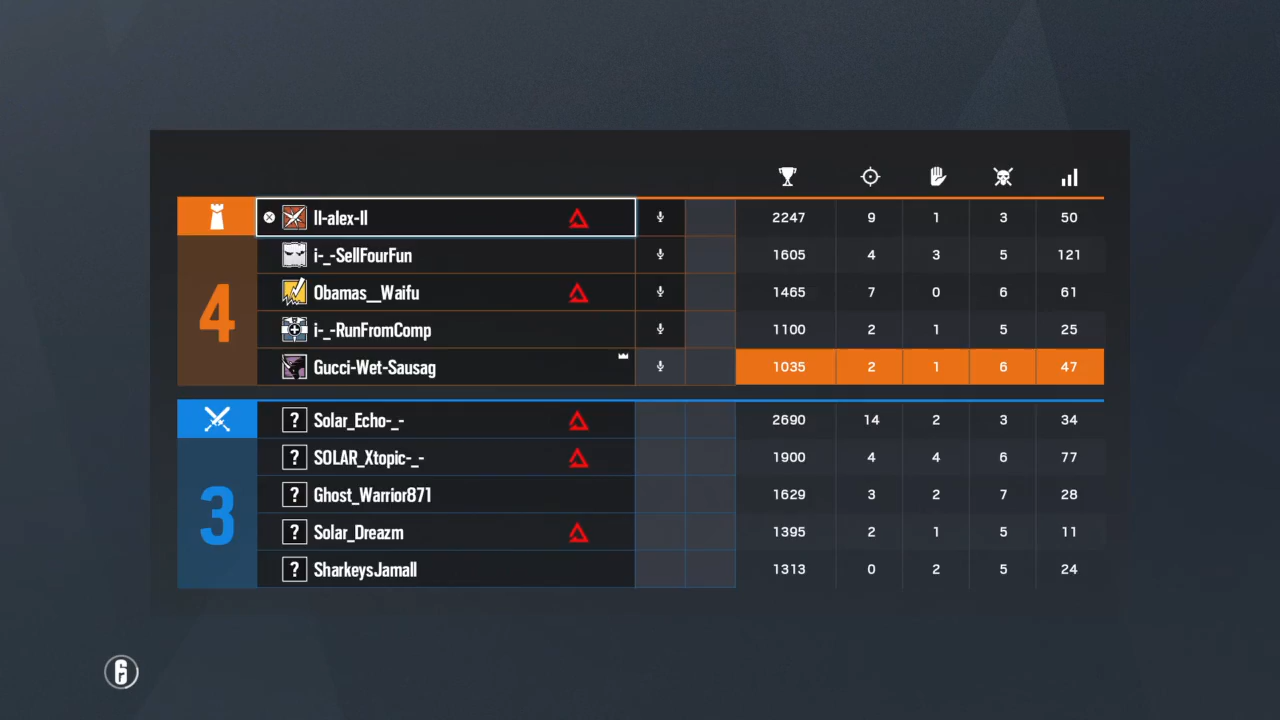 ll-alex-ll 2247 9 1 3 50
i-_-SellFourFun 1605 4 3 5 121
4 Obamas__Waifu 1465 7 0 6 61
i-_-RunFromComp 1100 2 1 5 25
Gucci-Wet-Sausag 1035 2 1 6 47
? Solar_Echo-_- 2690 14 2 3 34
? SOLAR_Xtopic-_- 1900 4 4 6 77
3 ? Ghost_Warrior871 1629 3 2 7 28
? Solar_Dreazm 1395 2 1 5 11
? SharkeysJamall 1313 0 2 5 24
6